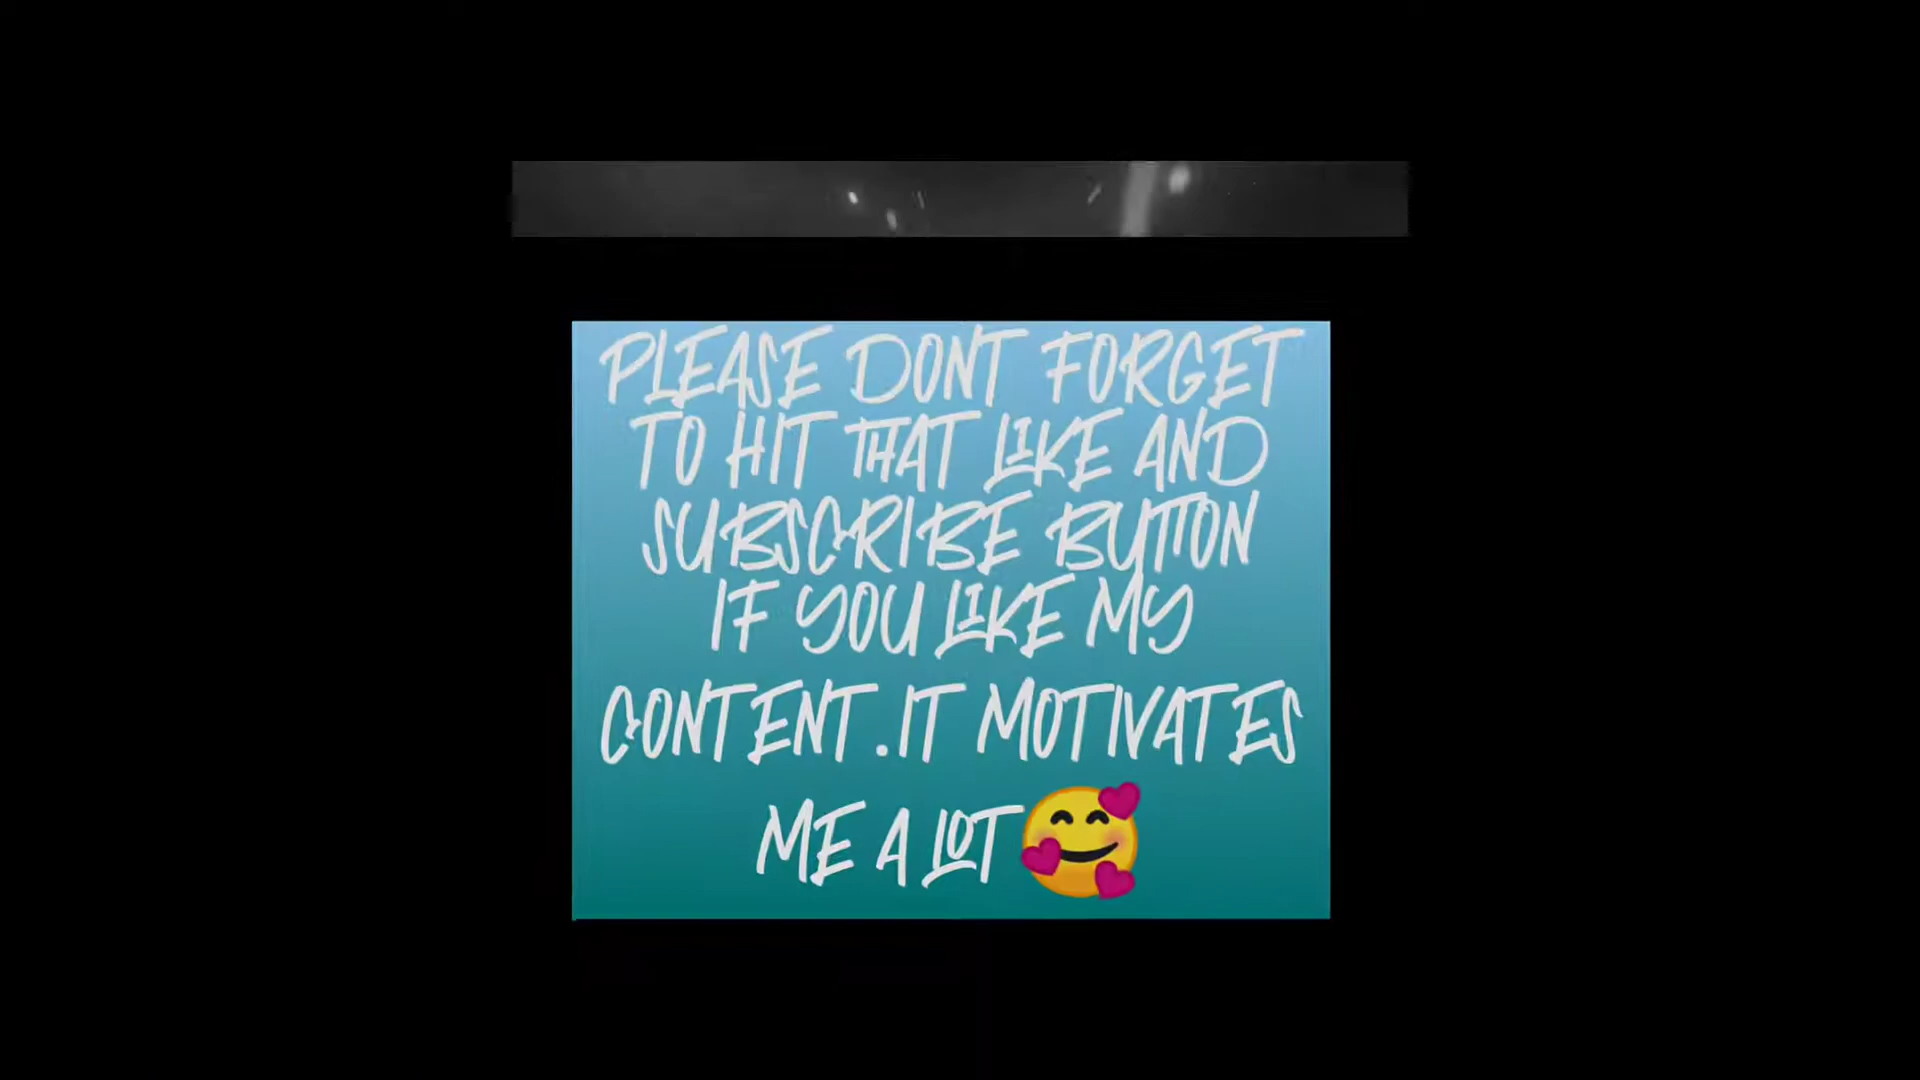 PLEASE DONT FORGET
TO HIT THAT LIKE AND
SUBSCRIBE BUTTON
IF YOU LIKE MY
CONTENT.IT MOTIVATES
ME A LOT🥰